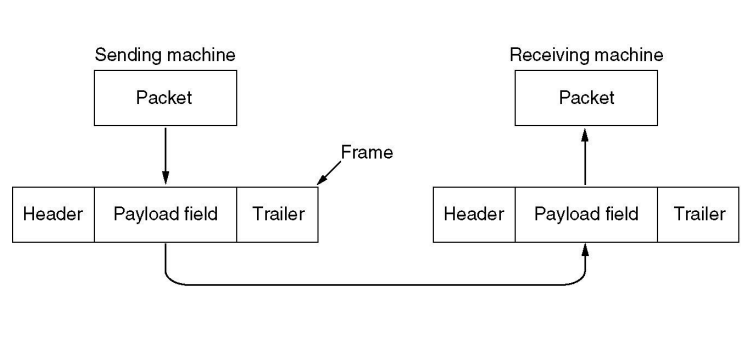 Sending machine
Receiving machine
Packet
Packet
Frame
Header
Payload field
Trailer
Header
Payload field
Trailer